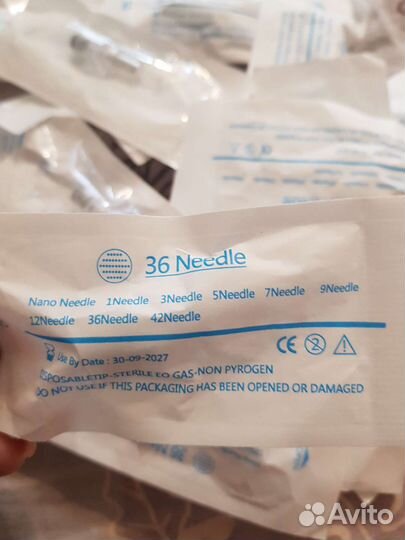 36 Needle
Nano Needle 1Needle 3Needle 5Needle 7Needle 9Needle
12Needle 36Needle 42Needle
Use By Date : 30-09-2027
DISPOSABLETIP-STERILE EO GAS-NON PYROGEN
DO NOT USE IF THIS PACKAGING HAS BEEN OPENED OR DAMAGED
CE 2
Avito